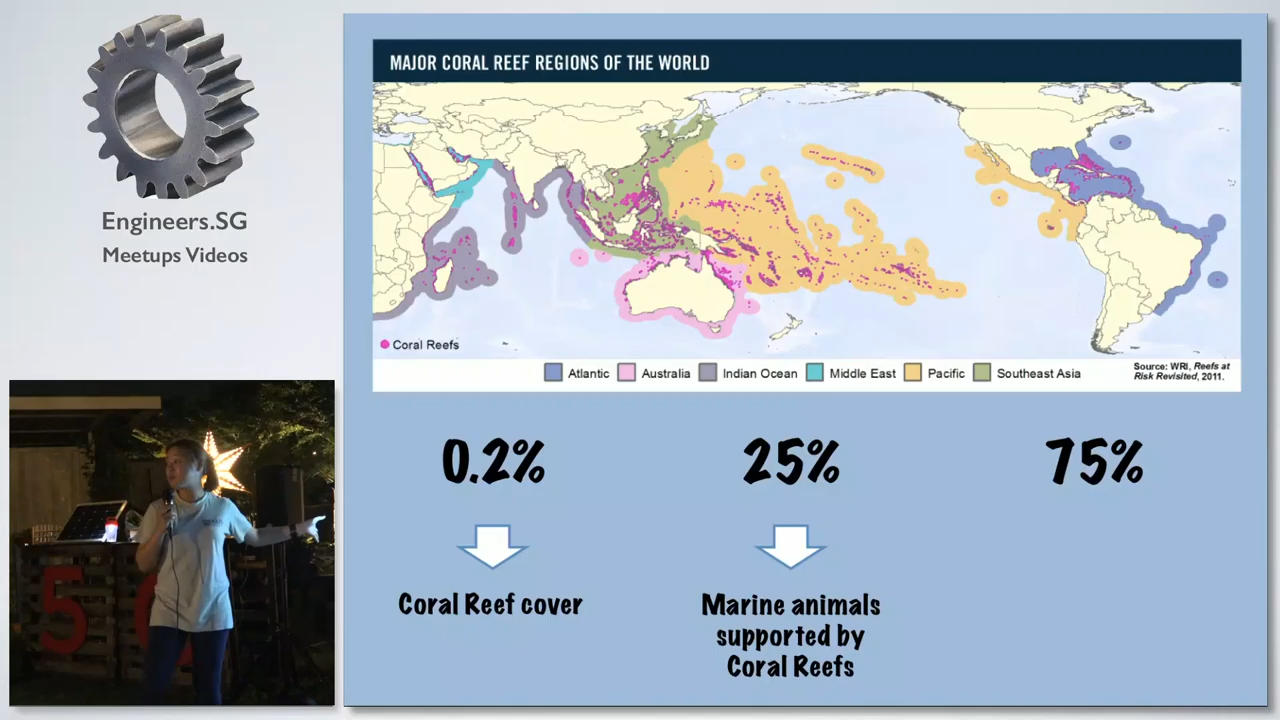 Engineers.SG
Meetups Videos
MAJOR CORAL REEF REGIONS OF THE WORLD
Coral Reefs
Atlantic
Australia
Indian Ocean
Middle East
Pacific
Southeast Asia
Source: WRI, Reefs at
Risk Revisited, 2011.
0.2%
25%
75%
Coral Reef cover
Marine animals
supported by
Coral Reefs
5